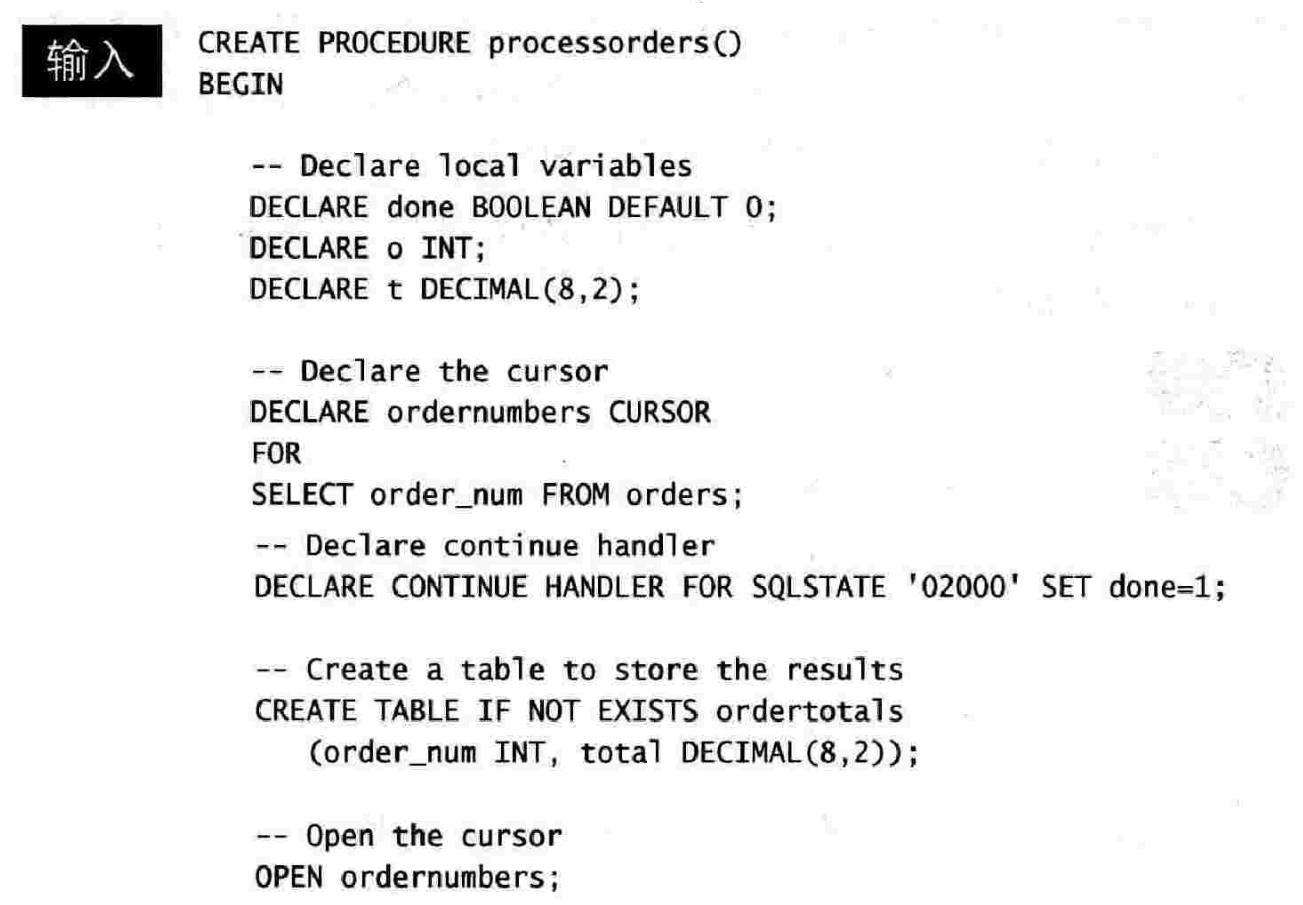 输入
CREATE PROCEDURE processorders()
BEGIN
-- Declare local variables
DECLARE done BOOLEAN DEFAULT 0;
DECLARE o INT;
DECLARE t DECIMAL(8,2);
-- Declare the cursor
DECLARE ordernumbers CURSOR
FOR
SELECT order_num FROM orders;
-- Declare continue handler
DECLARE CONTINUE HANDLER FOR SQLSTATE '02000' SET done=1;
-- Create a table to store the results
CREATE TABLE IF NOT EXISTS ordertotals
(order_num INT, total DECIMAL(8,2));
-- Open the cursor
OPEN ordernumbers;